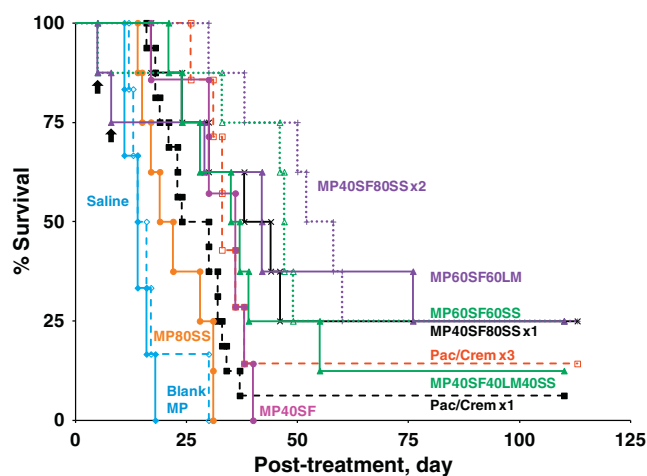 100
75
50
25
0
% Survival
Saline
MP80SS
Blank
MP
MP40SF
MP40SF80SS x2
MP60SF60LM
MP60SF60SS
MP40SF80SS x1
Pac/Crem x3
MP40SF40LM40SS
Pac/Crem x1
0 25 50 75 100 125
Post-treatment, day